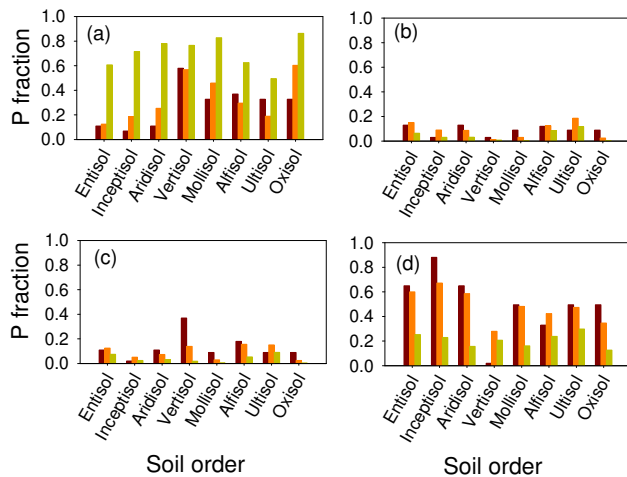 (a)
P fraction
1.0
0.8
0.6
0.4
0.2
0.0
Entisol
Inceptisol
Aridisol
Vertisol
Mollisol
Alfisol
Ultisol
Oxisol
(b)
1.0
0.8
0.6
0.4
0.2
0.0
Entisol
Inceptisol
Aridisol
Vertisol
Mollisol
Alfisol
Ultisol
Oxisol
(c)
P fraction
1.0
0.8
0.6
0.4
0.2
0.0
Entisol
Inceptisol
Aridisol
Vertisol
Mollisol
Alfisol
Ultisol
Oxisol
Soil order
(d)
1.0
0.8
0.6
0.4
0.2
0.0
Entisol
Inceptisol
Aridisol
Vertisol
Mollisol
Alfisol
Ultisol
Oxisol
Soil order